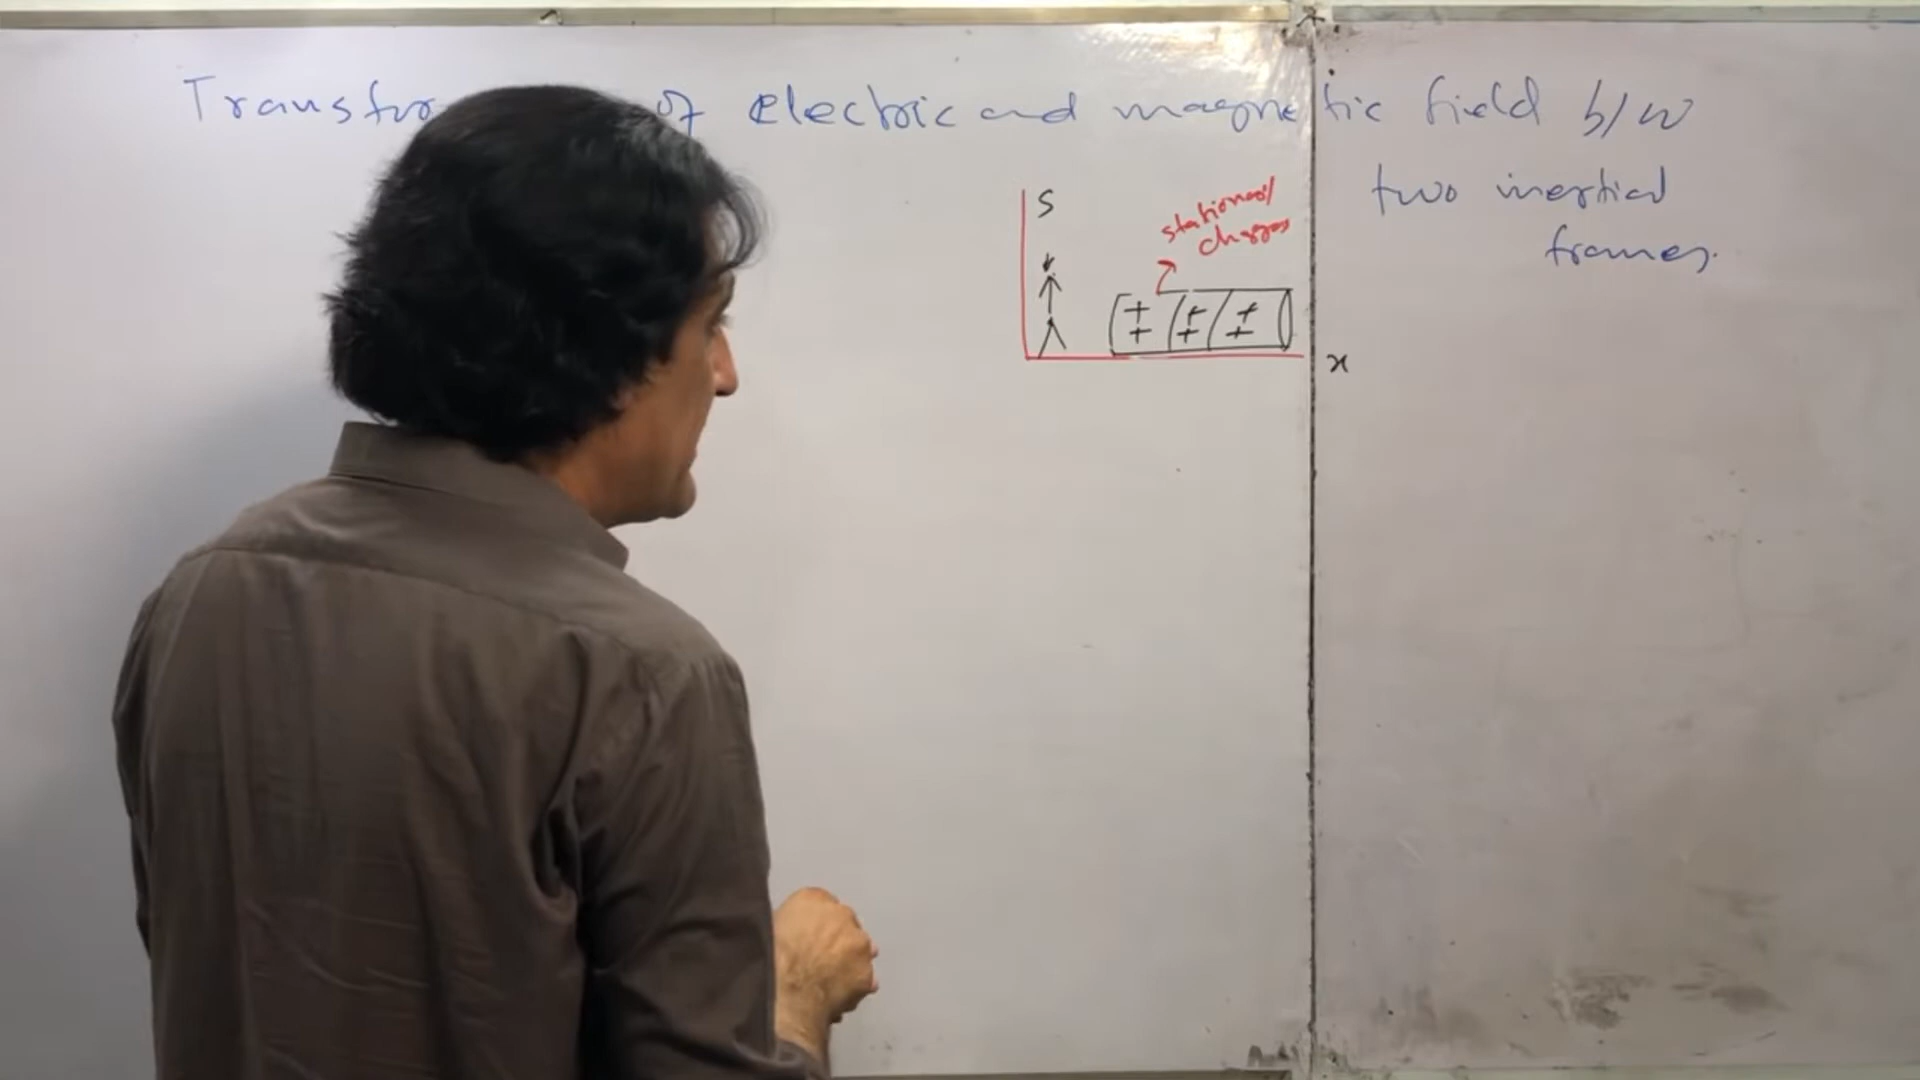 Transfor of electric and magnetic field b/w
two inertial
frames.
S
stationary
charges
+ + +
+ + +
x